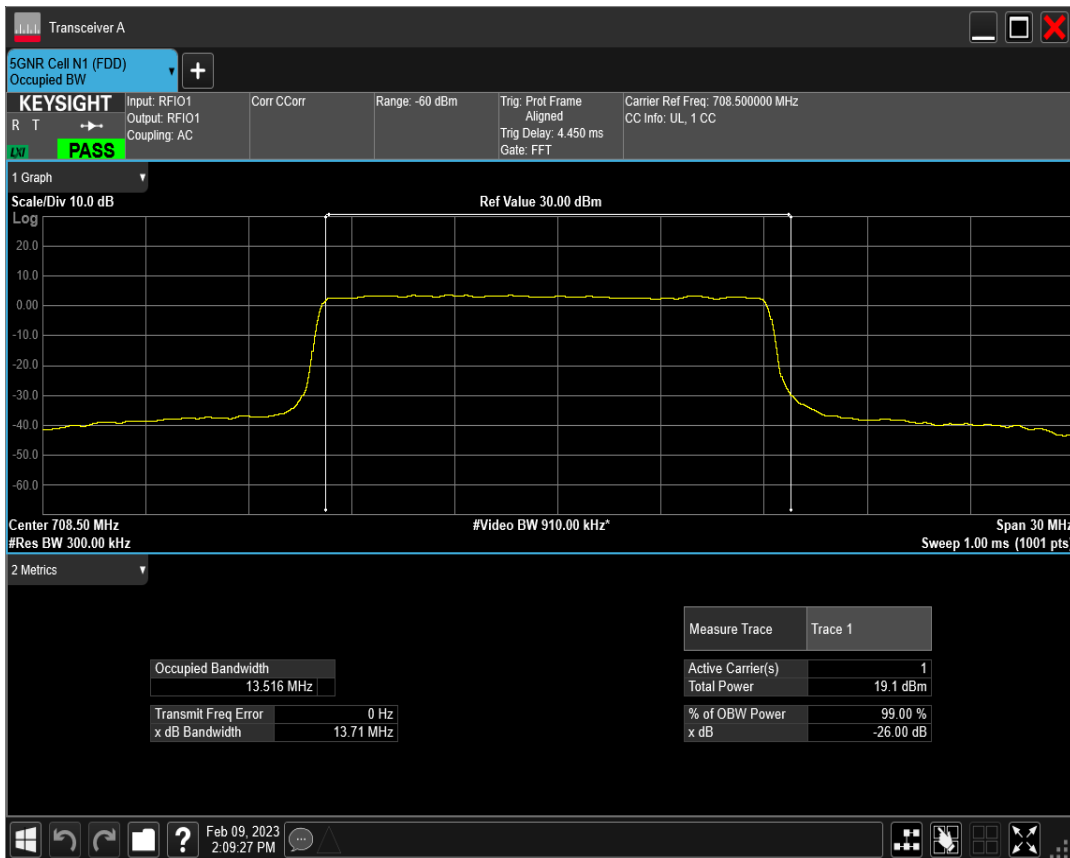 Transceiver A
5GNR Cell N1 (FDD)
Occupied BW
+
KEYSIGHT
R T
LXI
PASS
Input: RFIO1
Output: RFIO1
Coupling: AC
Corr CCorr
Range: -60 dBm
Trig: Prot Frame
Aligned
Trig Delay: 4.450 ms
Gate: FFT
Carrier Ref Freq: 708.500000 MHz
CC Info: UL, 1 CC
1 Graph
Scale/Div 10.0 dB
Ref Value 30.00 dBm
Log
20.0
10.0
0.00
-10.0
-20.0
-30.0
-40.0
-50.0
-60.0
Center 708.50 MHz
#Video BW 910.00 kHz*
Span 30 MHz
#Res BW 300.00 kHz
Sweep 1.00 ms (1001 pts)
2 Metrics
Measure Trace Trace 1
Occupied Bandwidth
13.516 MHz
Active Carrier(s) 1
Total Power 19.1 dBm
Transmit Freq Error 0 Hz
x dB Bandwidth 13.71 MHz
% of OBW Power 99.00 %
x dB -26.00 dB
?
Feb 09, 2023
2:09:27 PM